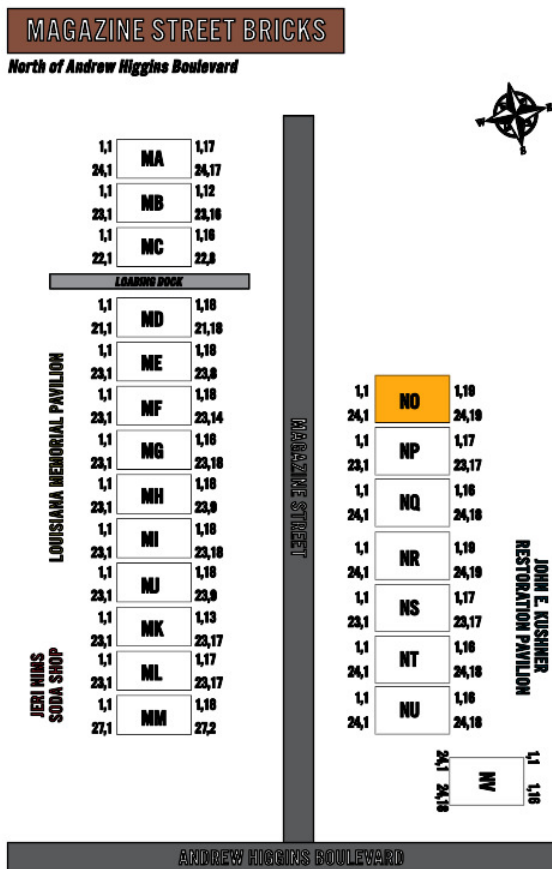 MAGAZINE STREET BRICKS
North of Andrew Higgins Boulevard
N
W
E
S
1,1 MA 1,17
24,1 24,17
1,1 MB 1,12
23,1 23,16
1,1 MC 1,16
22,1 22,8
LOADING DOCK
1,1 MD 1,18
21,1 21,18
1,1 ME 1,18
23,1 23,8
1,1 MF 1,18
23,1 23,14
1,1 MG 1,16
23,1 23,18
1,1 MH 1,18
23,1 23,9
1,1 MI 1,18
23,1 23,18
1,1 MJ 1,18
23,1 23,9
1,1 MK 1,13
23,1 23,17
1,1 ML 1,17
23,1 23,17
1,1 MM 1,18
27,1 27,2
LOUISIANA MEMORIAL PAVILION
JERI NIMS
SODA SHOP
MAGAZINE STREET
1,1 NO 1,19
24,1 24,19
1,1 NP 1,17
23,1 23,17
1,1 NQ 1,16
24,1 24,18
1,1 NR 1,19
24,1 24,19
1,1 NS 1,17
23,1 23,17
1,1 NT 1,16
24,1 24,18
1,1 NU 1,16
24,1 24,18
JOHN E. KUSHNER
RESTORATION PAVILION
1,1 NV 1,16
24,1 24,18
ANDREW HIGGINS BOULEVARD